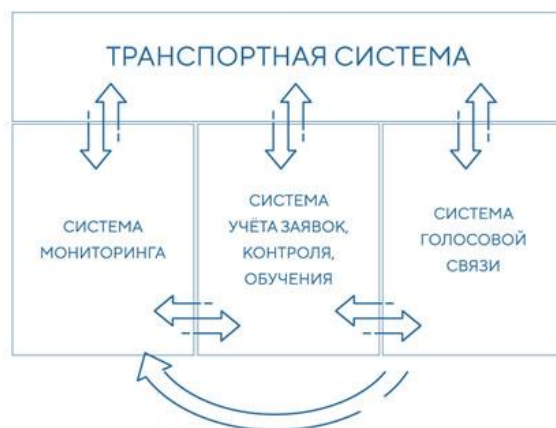 ТРАНСПОРТНАЯ СИСТЕМА
СИСТЕМА
МОНИТОРИНГА
СИСТЕМА
УЧЁТА ЗАЯВОК,
КОНТРОЛЯ,
ОБУЧЕНИЯ
СИСТЕМА
ГОЛОСОВОЙ
СВЯЗИ